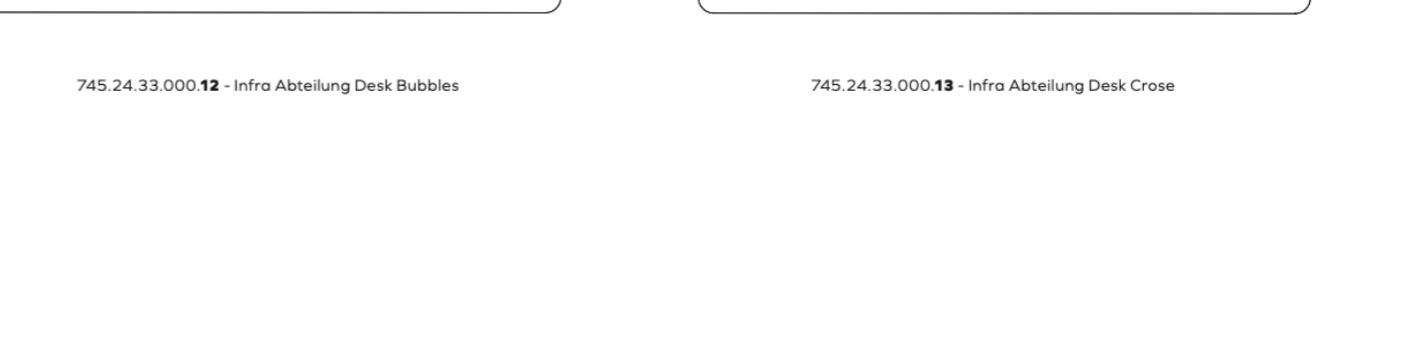 745.24.33.000.12 - Infra Abteilung Desk Bubbles
745.24.33.000.13 - Infra Abteilung Desk Crose